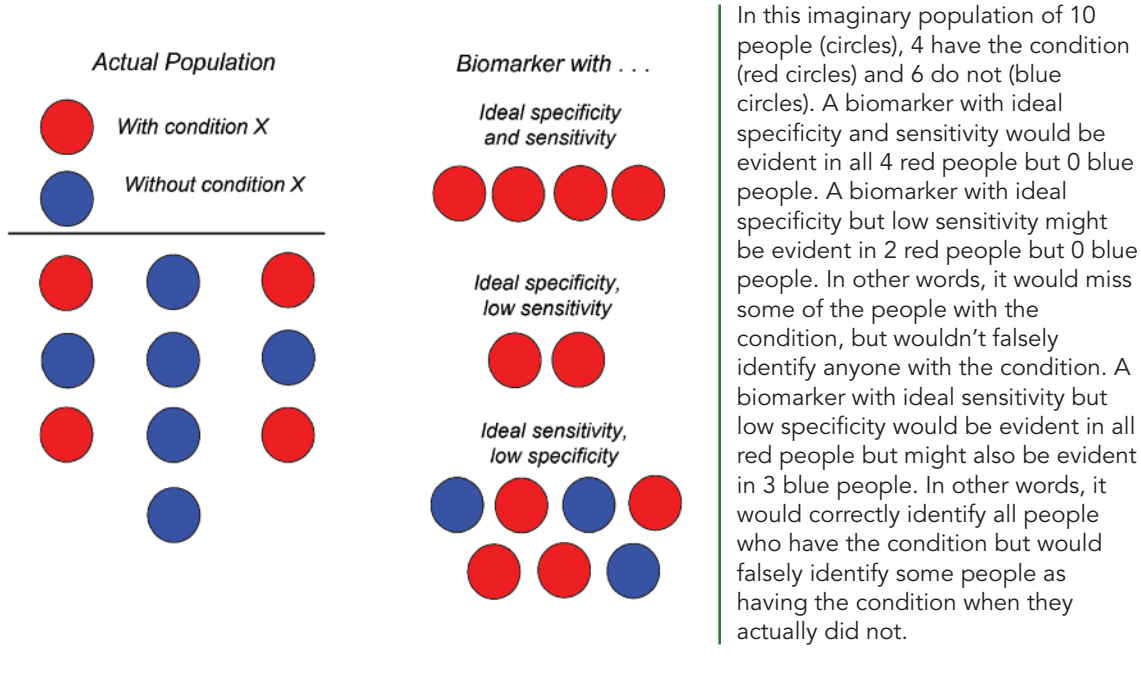 Actual Population
With condition X
Without condition X
Biomarker with . . .
Ideal specificity
and sensitivity
Ideal specificity,
low sensitivity
Ideal sensitivity,
low specificity
In this imaginary population of 10
people (circles), 4 have the condition
(red circles) and 6 do not (blue
circles). A biomarker with ideal
specificity and sensitivity would be
evident in all 4 red people but 0 blue
people. A biomarker with ideal
specificity but low sensitivity might
be evident in 2 red people but 0 blue
people. In other words, it would miss
some of the people with the
condition, but wouldn’t falsely
identify anyone with the condition. A
biomarker with ideal sensitivity but
low specificity would be evident in all
red people but might also be evident
in 3 blue people. In other words, it
would correctly identify all people
who have the condition but would
falsely identify some people as
having the condition when they
actually did not.